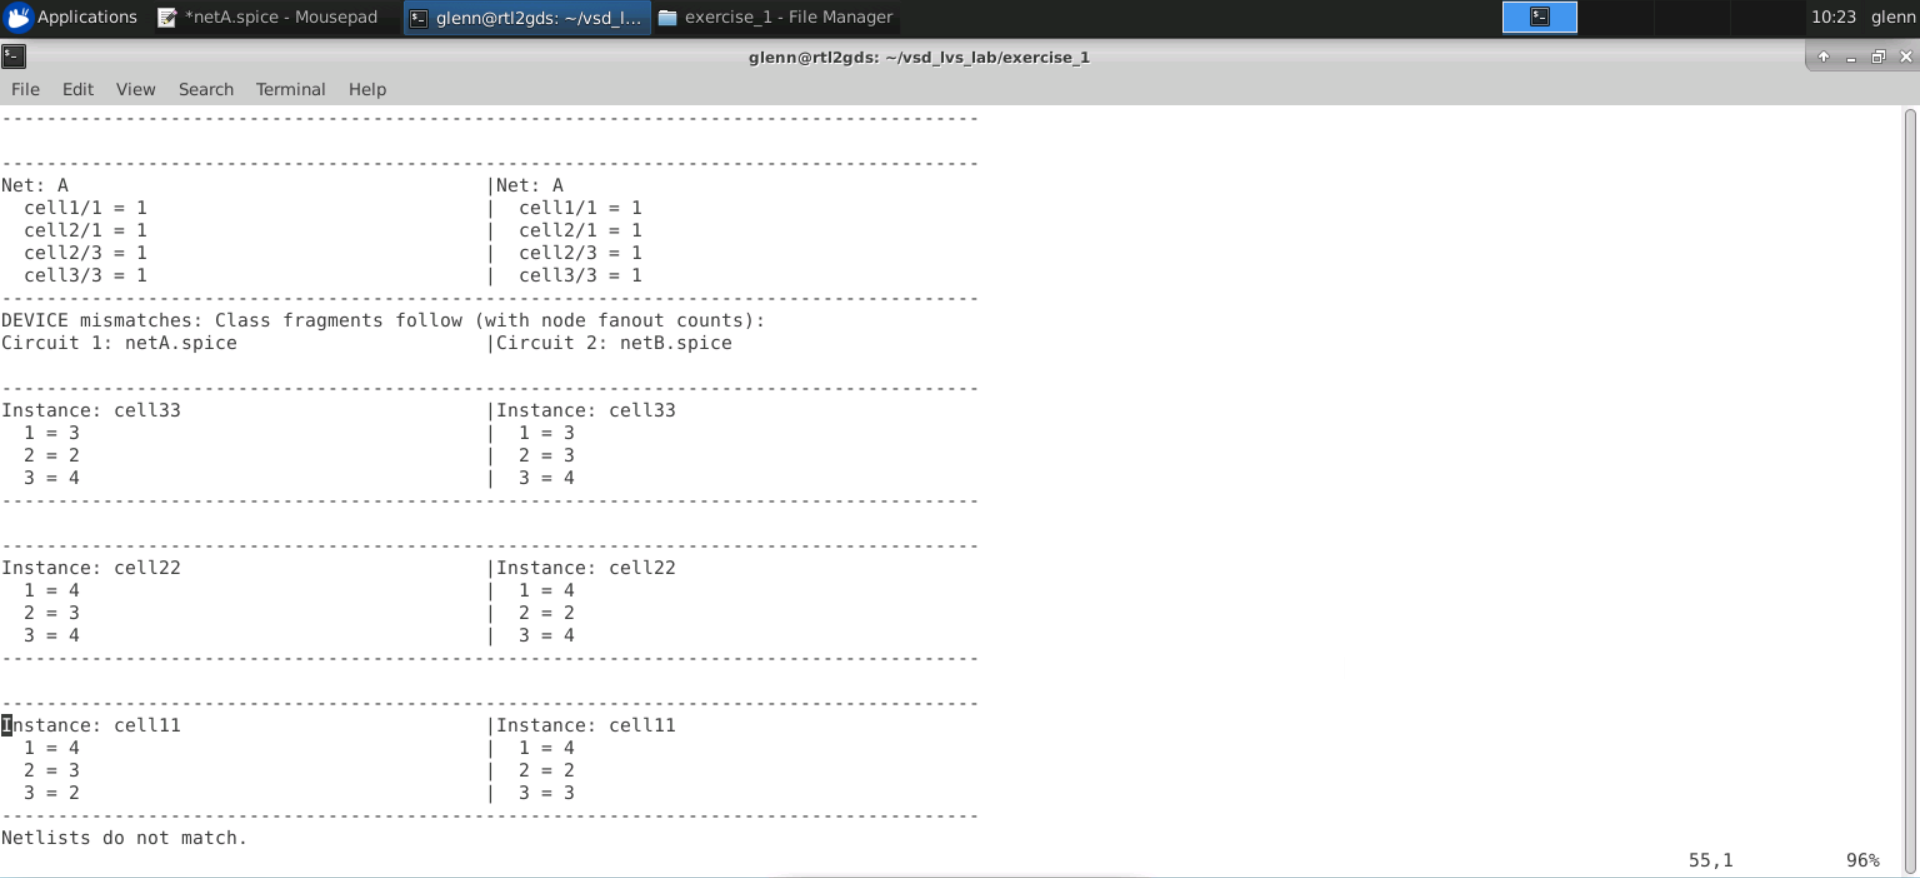 Applications *netA.spice - Mousepad glenn@rtl2gds: ~/vsd_l... exercise_1 - File Manager 10:23 glenn
glenn@rtl2gds: ~/vsd_lvs_lab/exercise_1
File Edit View Search Terminal Help
---------------------------------------------------------------------------------------
---------------------------------------------------------------------------------------
Net: A |Net: A
cell1/1 = 1 | cell1/1 = 1
cell2/1 = 1 | cell2/1 = 1
cell2/3 = 1 | cell2/3 = 1
cell3/3 = 1 | cell3/3 = 1
---------------------------------------------------------------------------------------
DEVICE mismatches: Class fragments follow (with node fanout counts):
Circuit 1: netA.spice |Circuit 2: netB.spice
---------------------------------------------------------------------------------------
Instance: cell33 |Instance: cell33
1 = 3 | 1 = 3
2 = 2 | 2 = 3
3 = 4 | 3 = 4
---------------------------------------------------------------------------------------
---------------------------------------------------------------------------------------
Instance: cell22 |Instance: cell22
1 = 4 | 1 = 4
2 = 3 | 2 = 2
3 = 4 | 3 = 4
---------------------------------------------------------------------------------------
---------------------------------------------------------------------------------------
Instance: cell11 |Instance: cell11
1 = 4 | 1 = 4
2 = 3 | 2 = 2
3 = 2 | 3 = 3
---------------------------------------------------------------------------------------
Netlists do not match.
55,1 96%